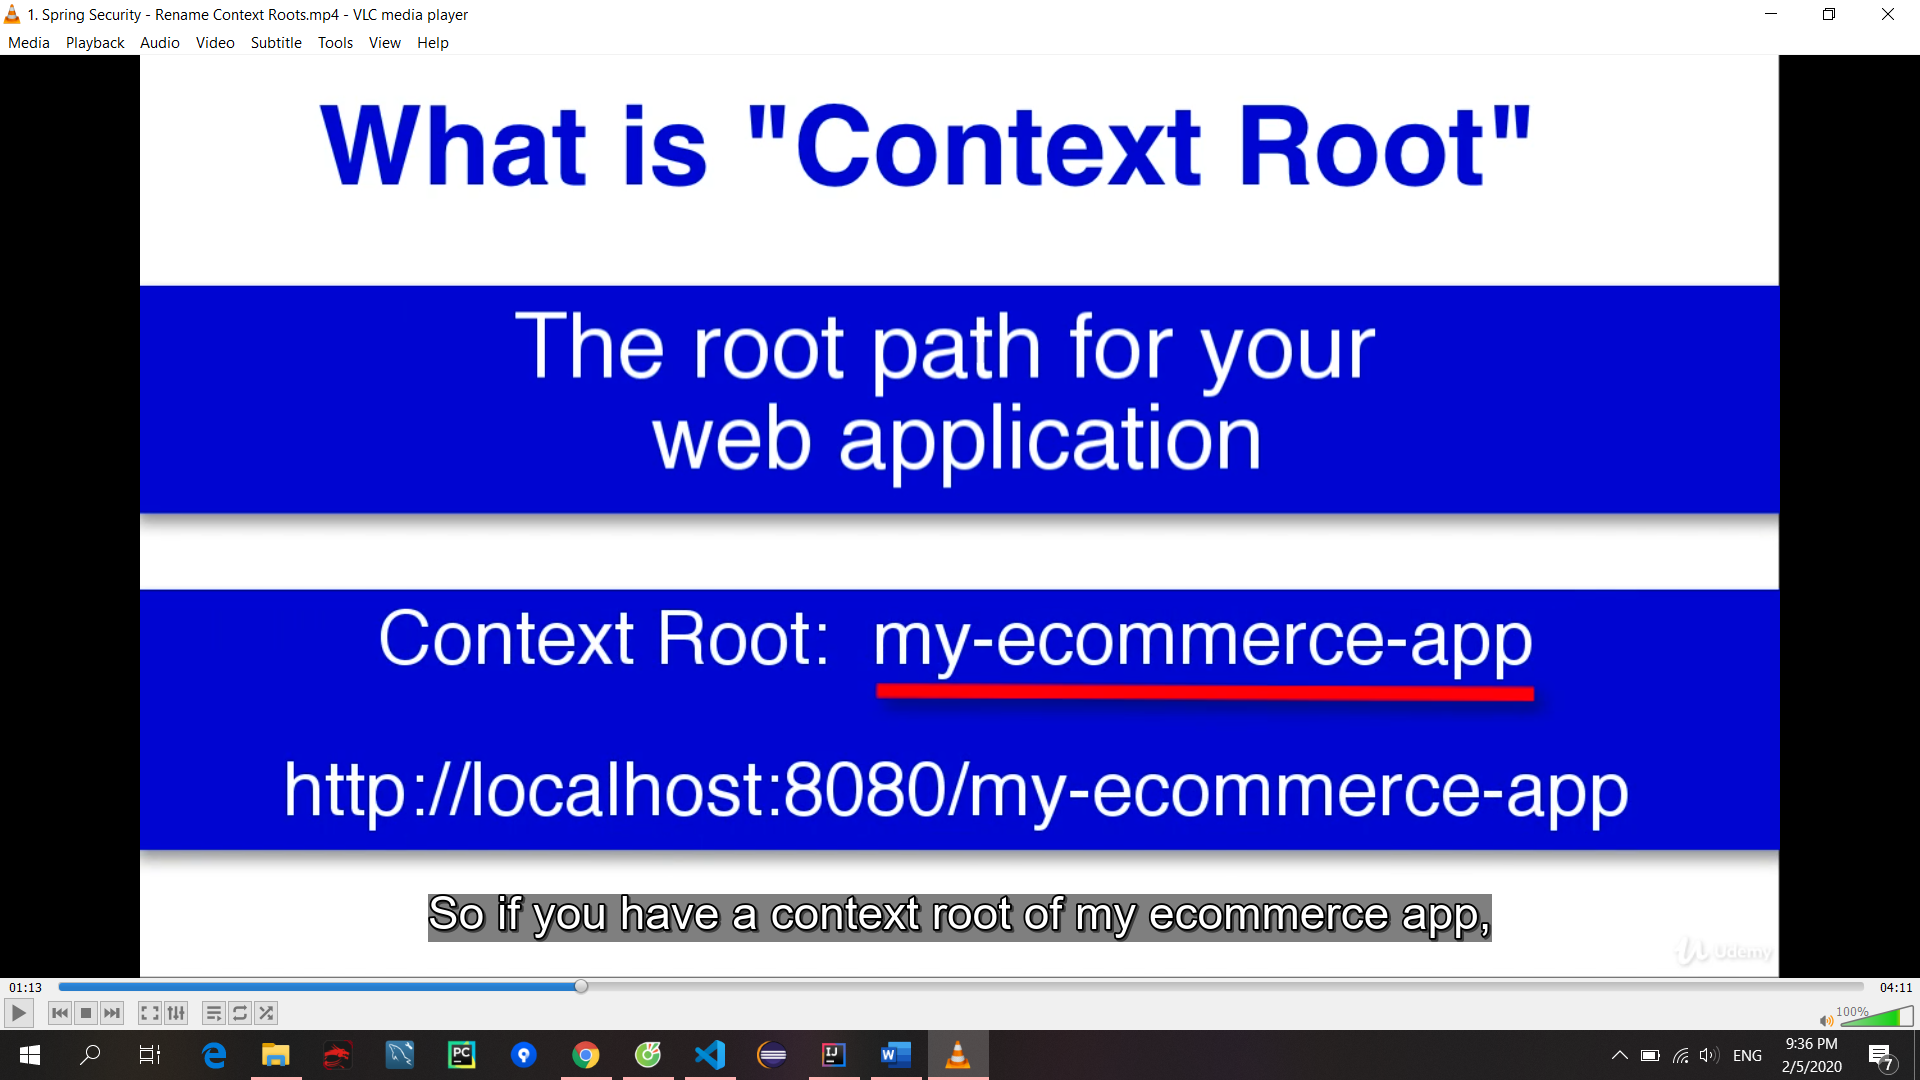 1. Spring Security - Rename Context Roots.mp4 - VLC media player
Media Playback Audio Video Subtitle Tools View Help
What is "Context Root"
The root path for your
web application
Context Root: my-ecommerce-app
http://localhost:8080/my-ecommerce-app
So if you have a context root of my ecommerce app,
Udemy
01:13
04:11
100%
PC
IJ
W
ENG
9:36 PM
2/5/2020
7